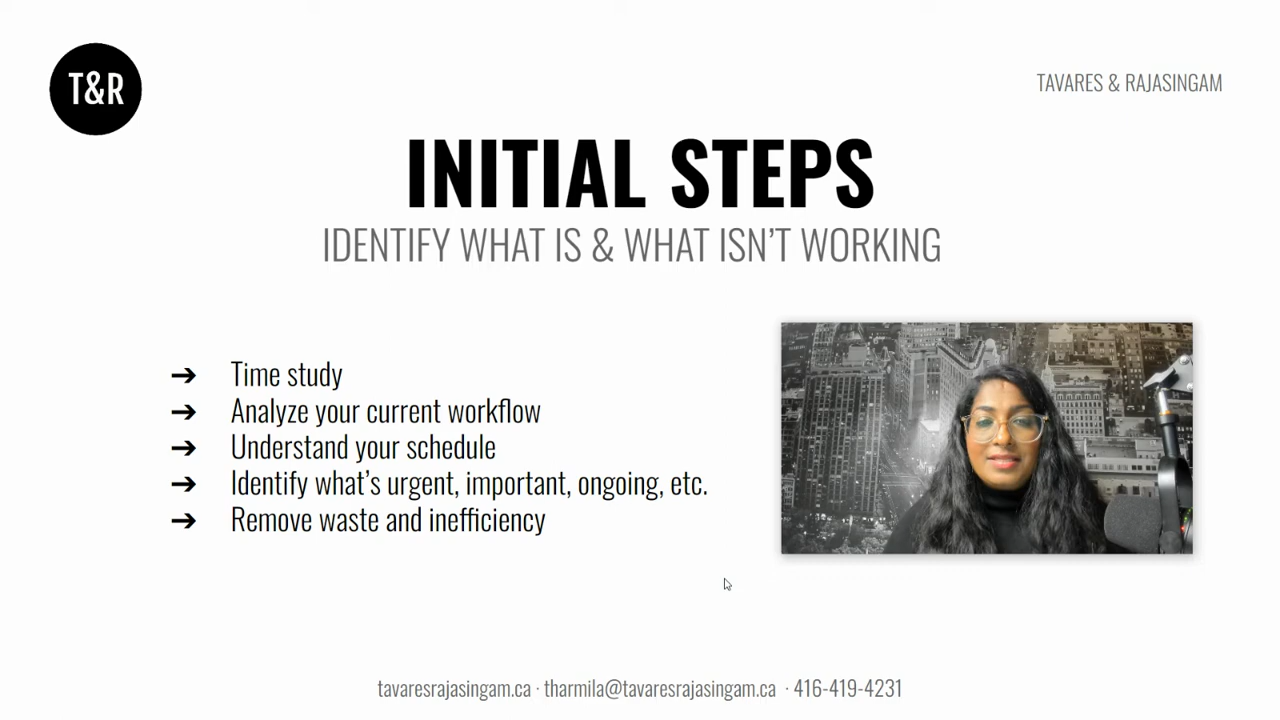 T&R
TAVARES & RAJASINGAM
INITIAL STEPS
IDENTIFY WHAT IS & WHAT ISN'T WORKING
➔ Time study
➔ Analyze your current workflow
➔ Understand your schedule
➔ Identify what's urgent, important, ongoing, etc.
➔ Remove waste and inefficiency
tavaresrajasingam.ca · tharmila@tavaresrajasingam.ca · 416-419-4231